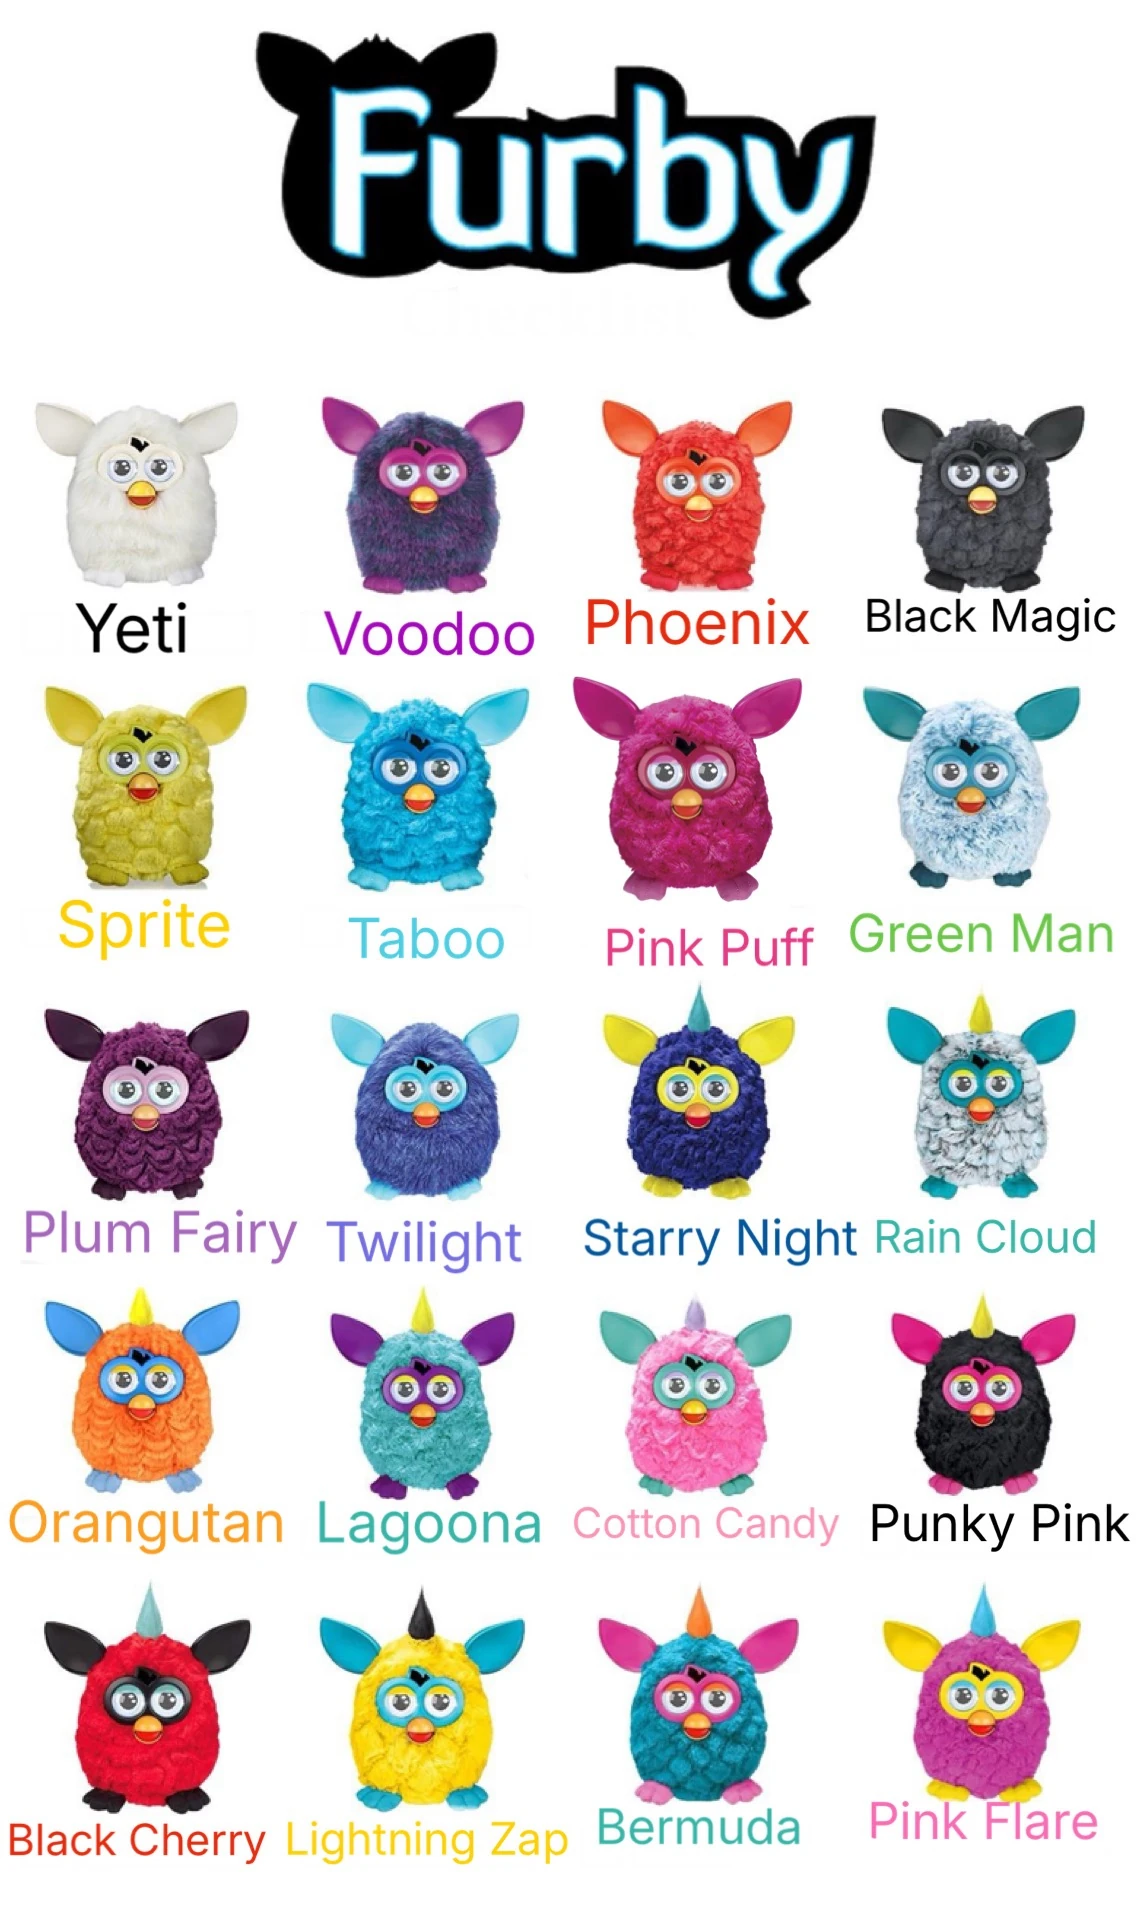 Furby
Yeti
Voodoo
Phoenix
Black Magic
Sprite
Taboo
Pink Puff
Green Man
Plum Fairy
Twilight
Starry Night
Rain Cloud
Orangutan
Lagoona
Cotton Candy
Punky Pink
Black Cherry
Lightning Zap
Bermuda
Pink Flare